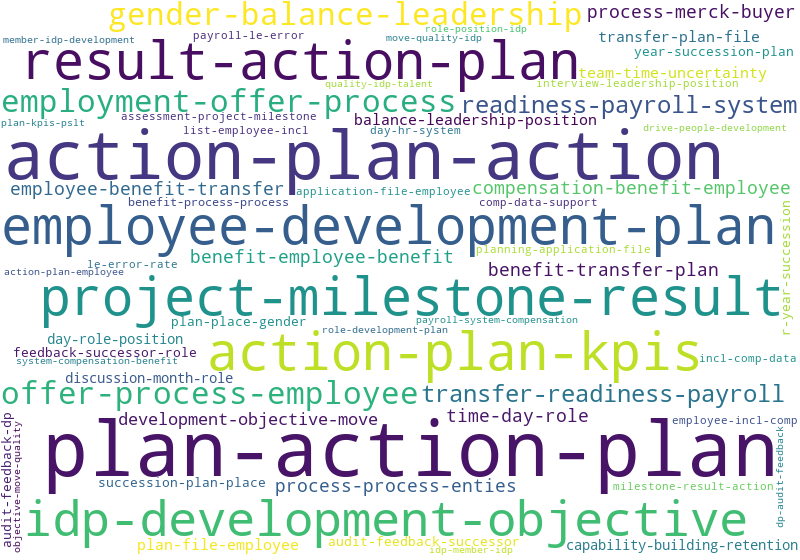 gender-balance-leadership
process-merck-buyer
role-position-idp
member-idp-development
payroll-le-error
move-quality-idp
transfer-plan-file
result-action-plan
year-succession-plan
team-time-uncertainty
quality-idp-talent
interview-leadership-position
employment-offer-process
readiness-payroll-system
assessment-project-milestone
balance-leadership-position
plan-kpis-pslt
list-employee-incl
day-hr-system
drive-people-development
action-plan-action
employee-benefit-transfer
application-file-employee
compensation-benefit-employee
benefit-process-process
comp-data-support
employee-development-plan
r-year-succession
planning-application-file
benefit-employee-benefit
le-error-rate
benefit-transfer-plan
action-plan-employee
project-milestone-result
plan-place-gender
payroll-system-compensation
role-development-plan
day-role-position
action-plan-kpis
feedback-successor-role
system-compensation-benefit
incl-comp-data
discussion-month-role
offer-process-employee
transfer-readiness-payroll
development-objective-move
time-day-role
employee-incl-comp
audit-feedback-dp
objective-move-quality
plan-action-plan
dp-audit-feedback
succession-plan-place
process-process-enties
milestone-result-action
idp-development-objective
plan-file-employee
audit-feedback-successor
idp-member-idp
capability-building-retention